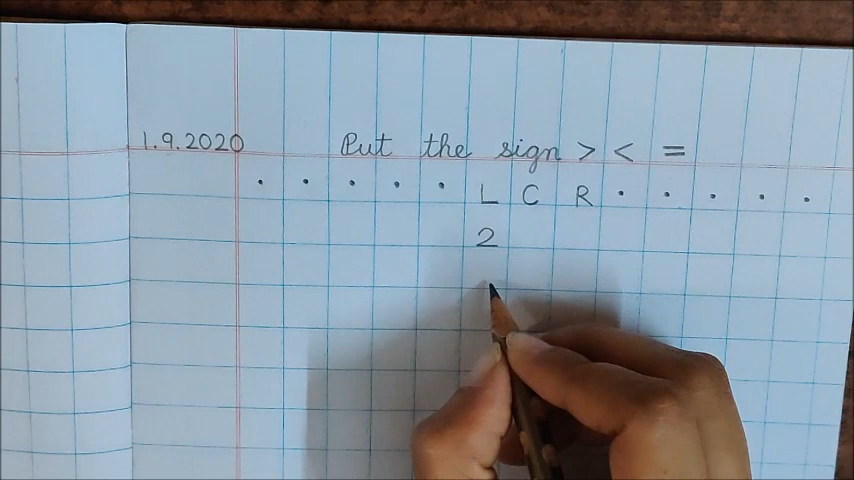 1.9.2020 Put the sign > < =
. . . . . L C R . . . . .
2